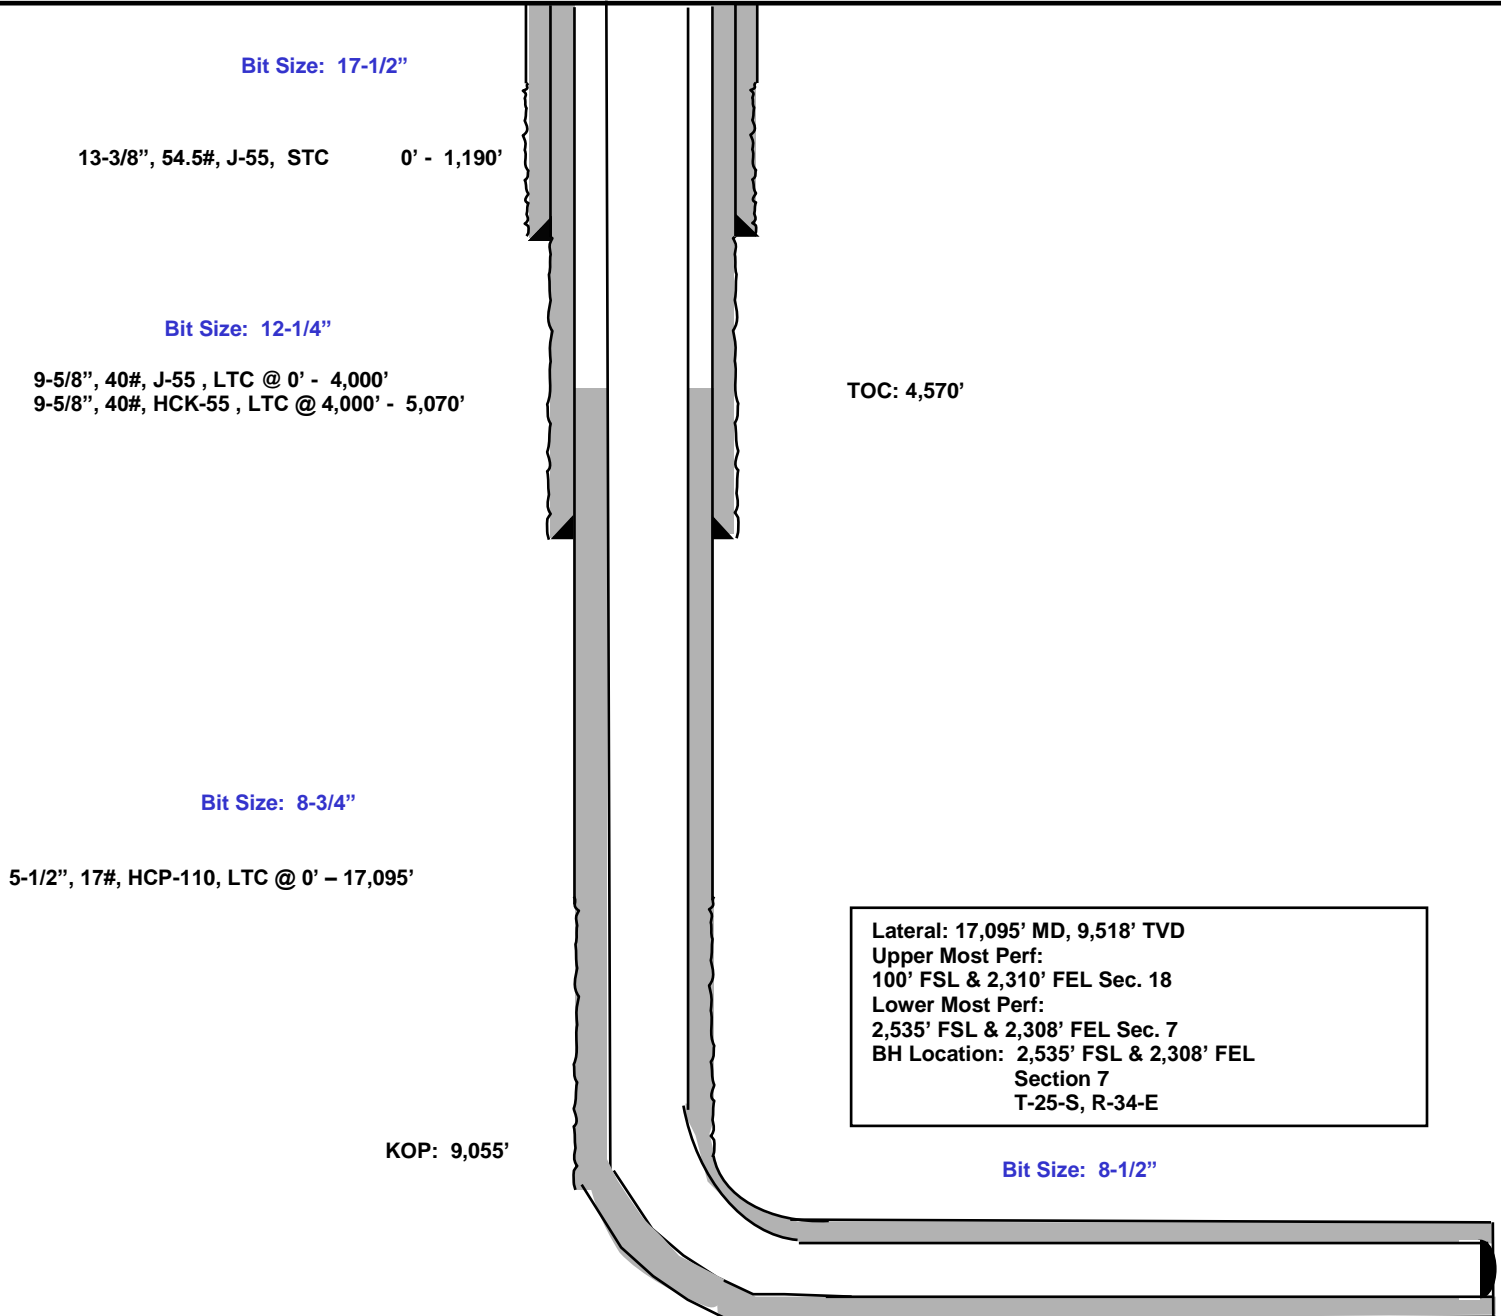 Bit Size:  17-1/2”
13-3/8”, 54.5#, J-55,  STC 0’ -  1,190’
Bit Size:  12-1/4”
9-5/8”, 40#, J-55 , LTC @ 0’ -  4,000’
9-5/8”, 40#, HCK-55 , LTC @ 4,000’ -  5,070’
TOC: 4,570’
Bit Size:  8-3/4”
5-1/2”, 17#, HCP-110, LTC @ 0’ – 17,095’
Lateral: 17,095’ MD, 9,518’ TVD
Upper Most Perf:
100’ FSL & 2,310’ FEL Sec. 18
Lower Most Perf:
2,535’ FSL & 2,308’ FEL Sec. 7
BH Location:  2,535’ FSL & 2,308’ FEL
Section 7
T-25-S, R-34-E
KOP:  9,055’
Bit Size:  8-1/2”